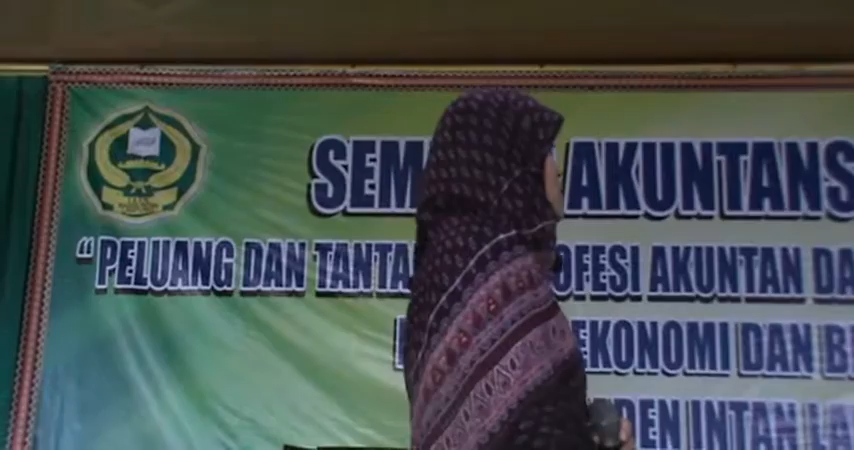 SEM AKUNTANS
“PELUANG DAN TANTA OFESI AKUNTAN DA
EKONOMI DAN B
DEN INTAN LA